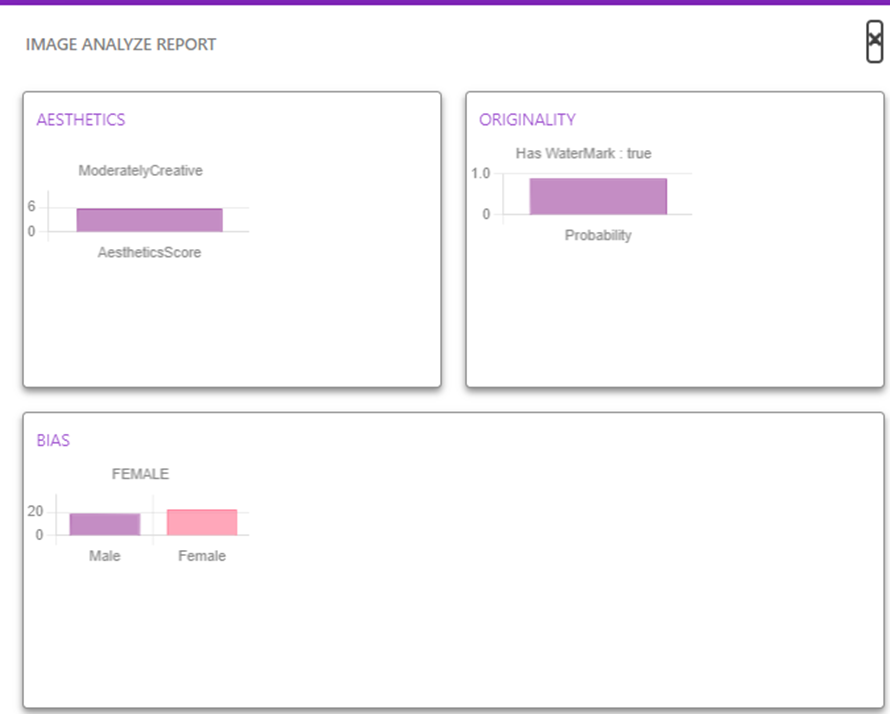 IMAGE ANALYZE REPORT
AESTHETICS
ModeratelyCreative
6
0
AestheticsScore
ORIGINALITY
Has WaterMark : true
1.0
0
Probability
BIAS
FEMALE
20
0
Male Female